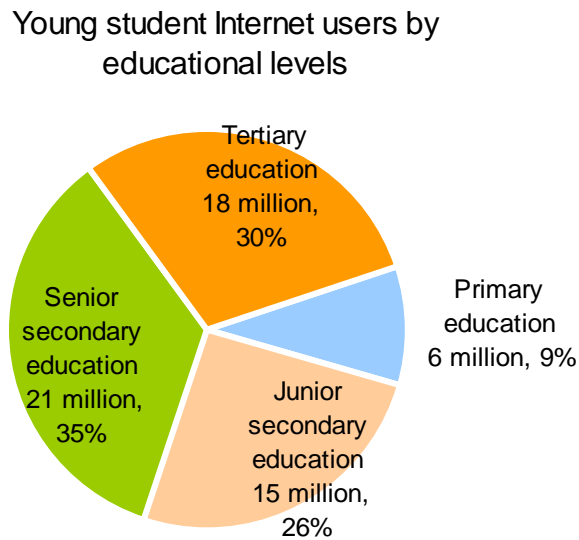 Young student Internet users by
educational levels
Tertiary
education
18 million,
30%
Primary
education
6 million, 9%
Senior
secondary
education
21 million,
35%
Junior
secondary
education
15 million,
26%